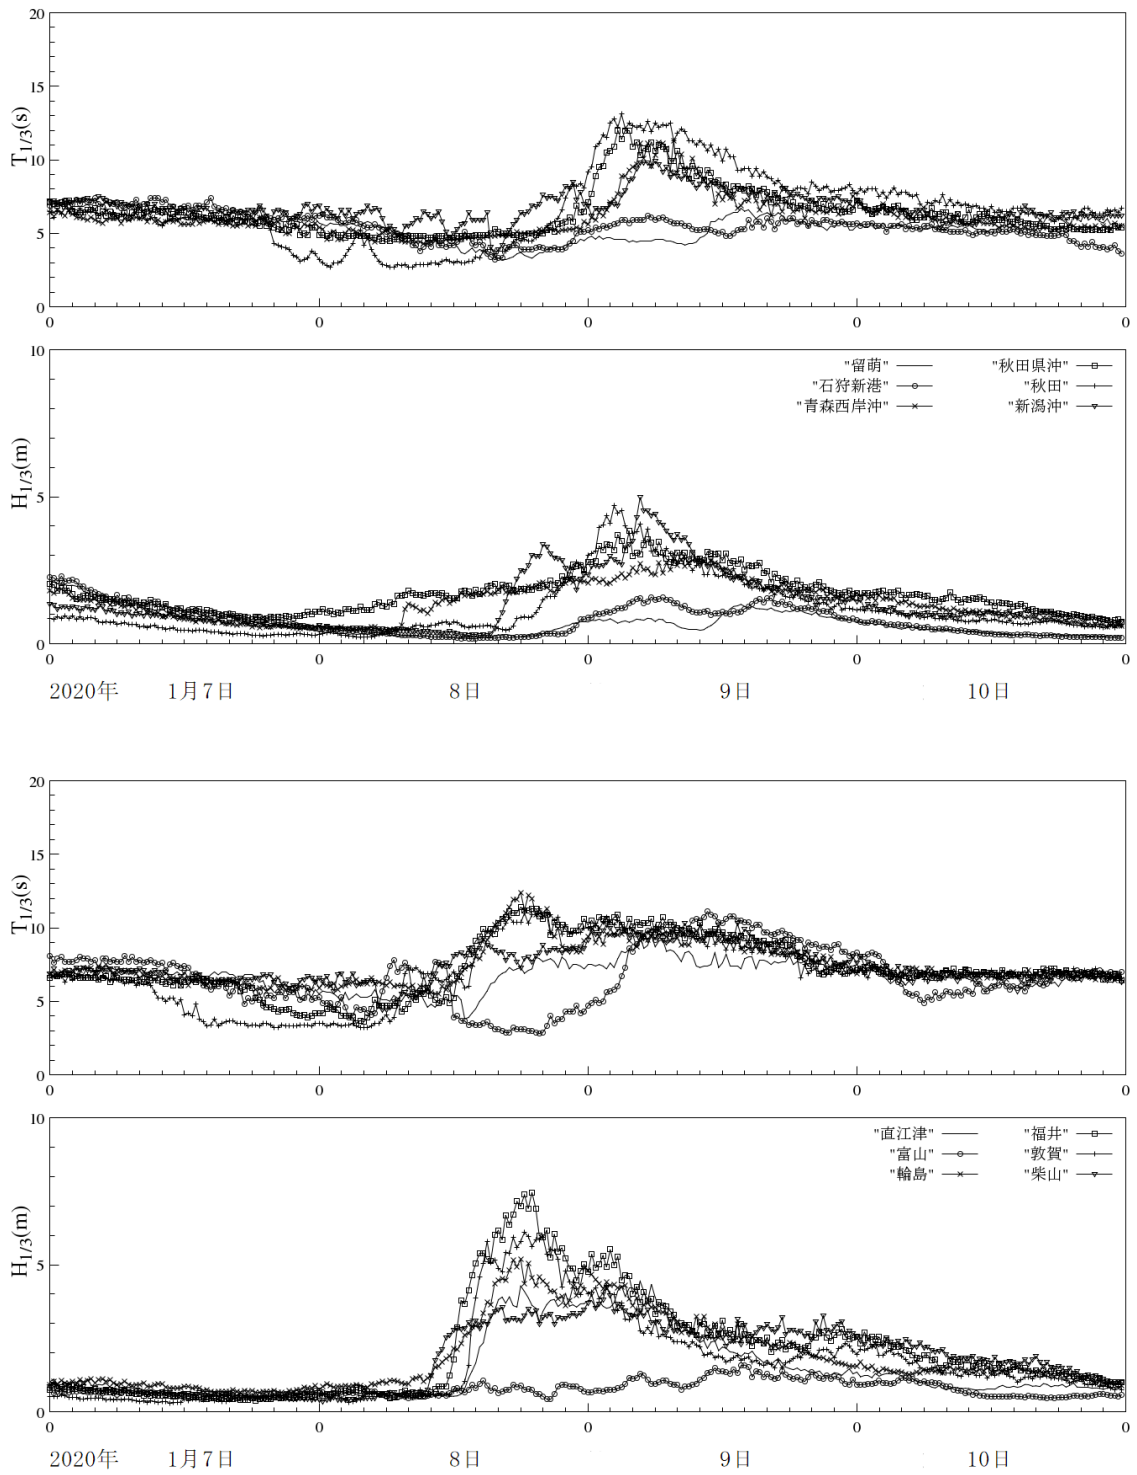 20
15
10
5
0
T1/3(s)
0 0 0 0
10
5
0
H1/3(m)
"留萌" "秋田県沖"
"石狩新港" "秋田"
"青森西岸沖" "新潟沖"
0 0 0 0
2020年 1月7日 8日 9日 10日
20
15
10
5
0
T1/3(s)
0 0 0 0 0
10
5
0
H1/3(m)
"直江津" "福井"
"富山" "敦賀"
"輪島" "柴山"
0 0 0 0 0
2020年 1月7日 8日 9日 10日